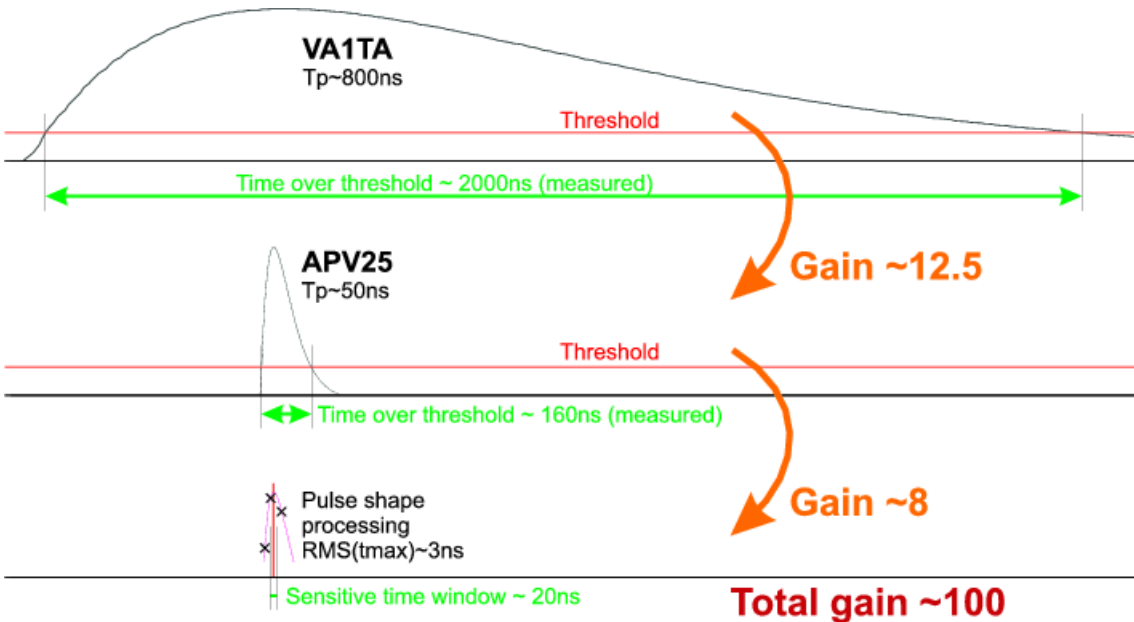 VA1TA
Tp~800ns
Threshold
Time over threshold ~ 2000ns (measured)
Gain ~12.5
APV25
Tp~50ns
Threshold
Time over threshold ~ 160ns (measured)
Gain ~8
Pulse shape
processing
RMS(tmax)~3ns
Sensitive time window ~ 20ns
Total gain ~100